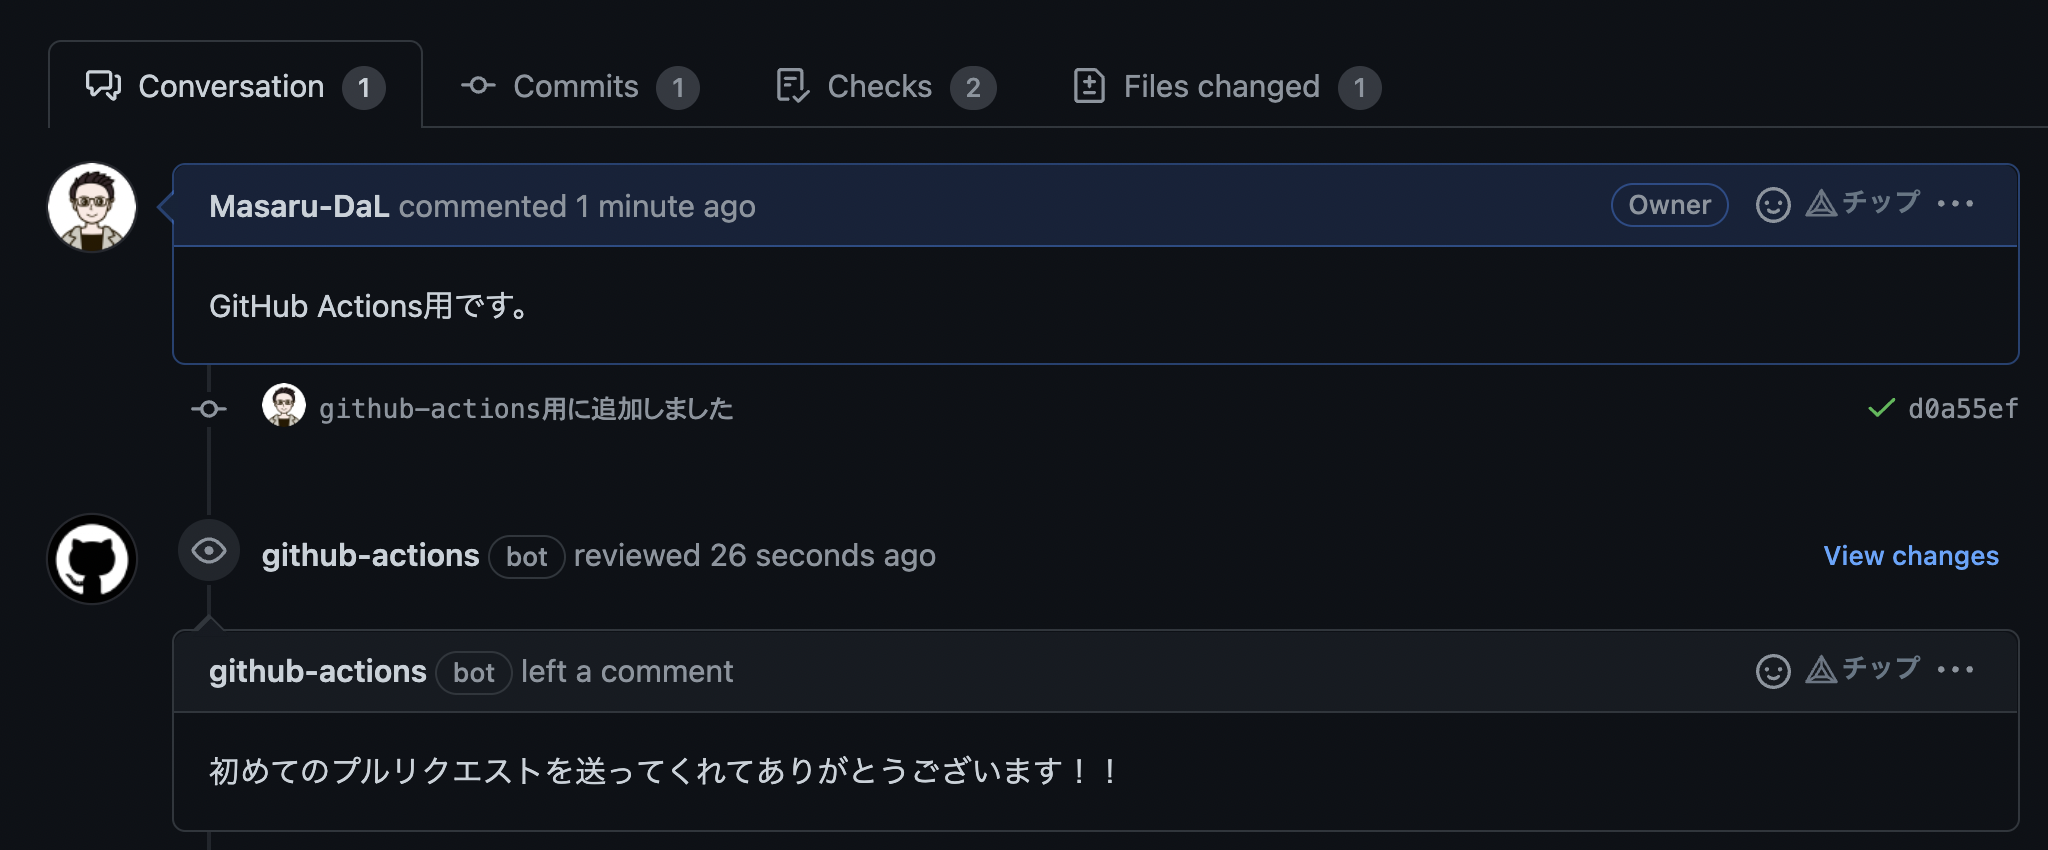 Conversation 1 Commits 1 Checks 2 Files changed 1
Masaru-DaL commented 1 minute ago Owner チップ
GitHub Actions用です。
github-actions用に追加しました d0a55ef
github-actions bot reviewed 26 seconds ago View changes
github-actions bot left a comment チップ
初めてのプルリクエストを送ってくれてありがとうございます！！